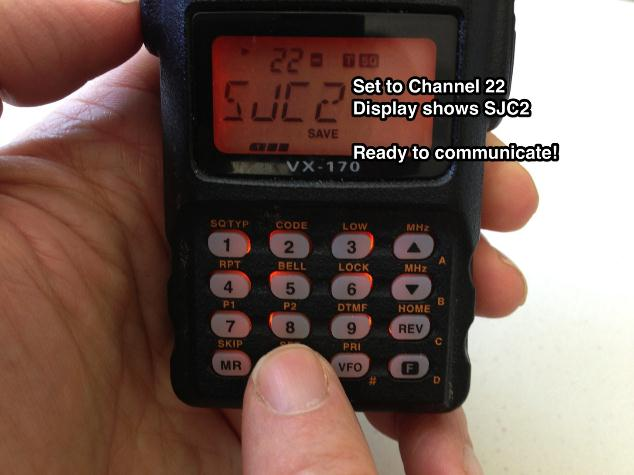 22 - T SQ
SJC2
SAVE
VX-170
Set to Channel 22
Display shows SJC2
Ready to communicate!
SQTYP CODE LOW MHz
1 2 3 ▲ A
RPT BELL LOCK MHz
4 5 6 ▼ B
P1 P2 DTMF HOME
7 8 9 REV C
SKIP PRI
MR VFO # F D